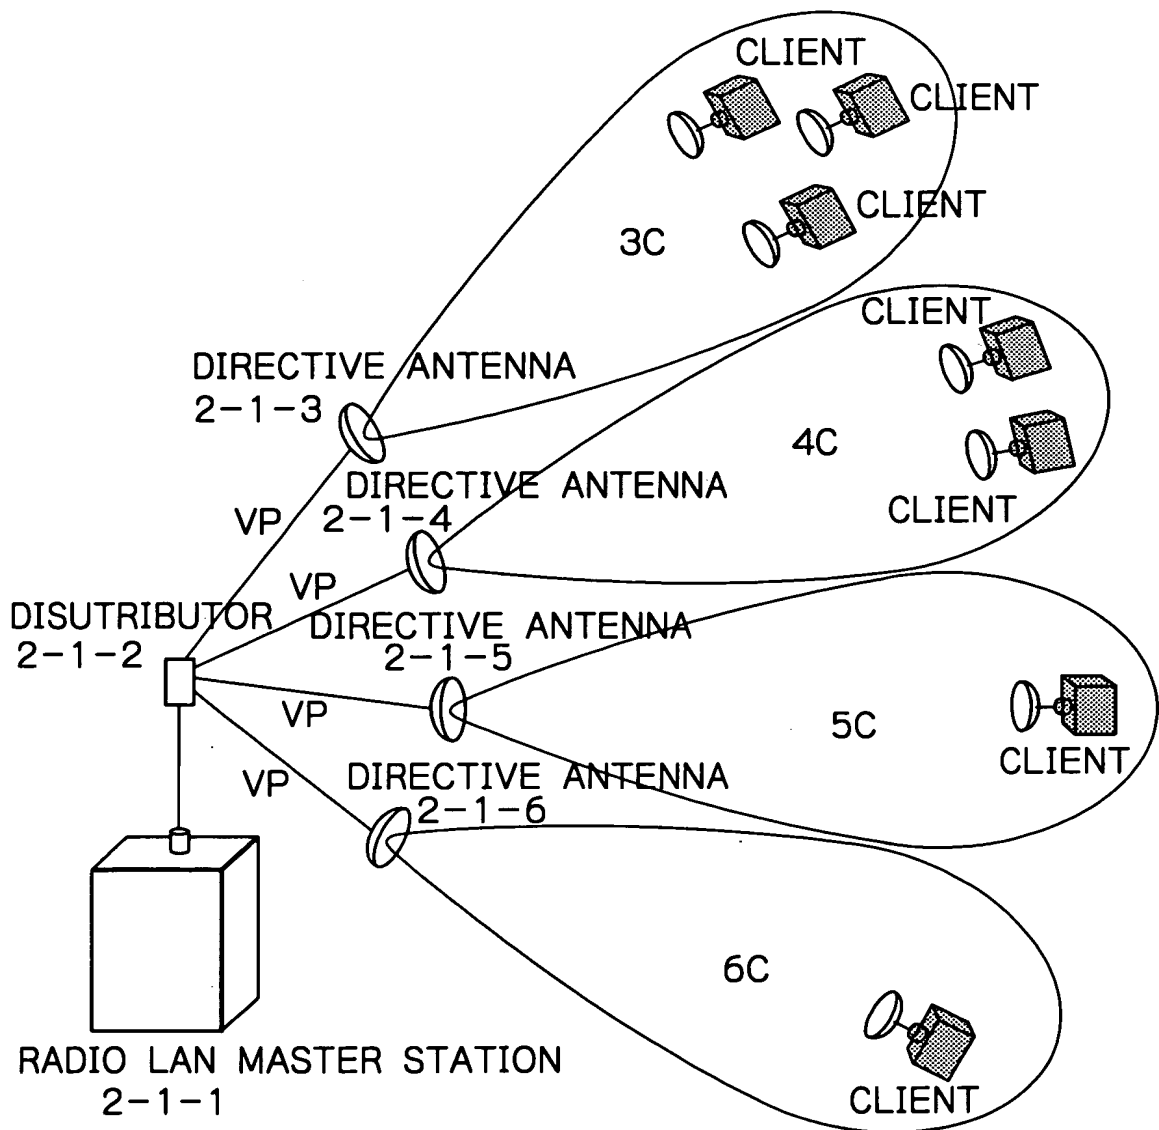 CLIENT
CLIENT
CLIENT
3C
CLIENT
DIRECTIVE ANTENNA
2-1-3
4C
DIRECTIVE ANTENNA
2-1-4
VP
CLIENT
VP
DISUTRIBUTOR
2-1-2
DIRECTIVE ANTENNA
2-1-5
VP
5C
CLIENT
VP
DIRECTIVE ANTENNA
2-1-6
6C
RADIO LAN MASTER STATION
2-1-1
CLIENT